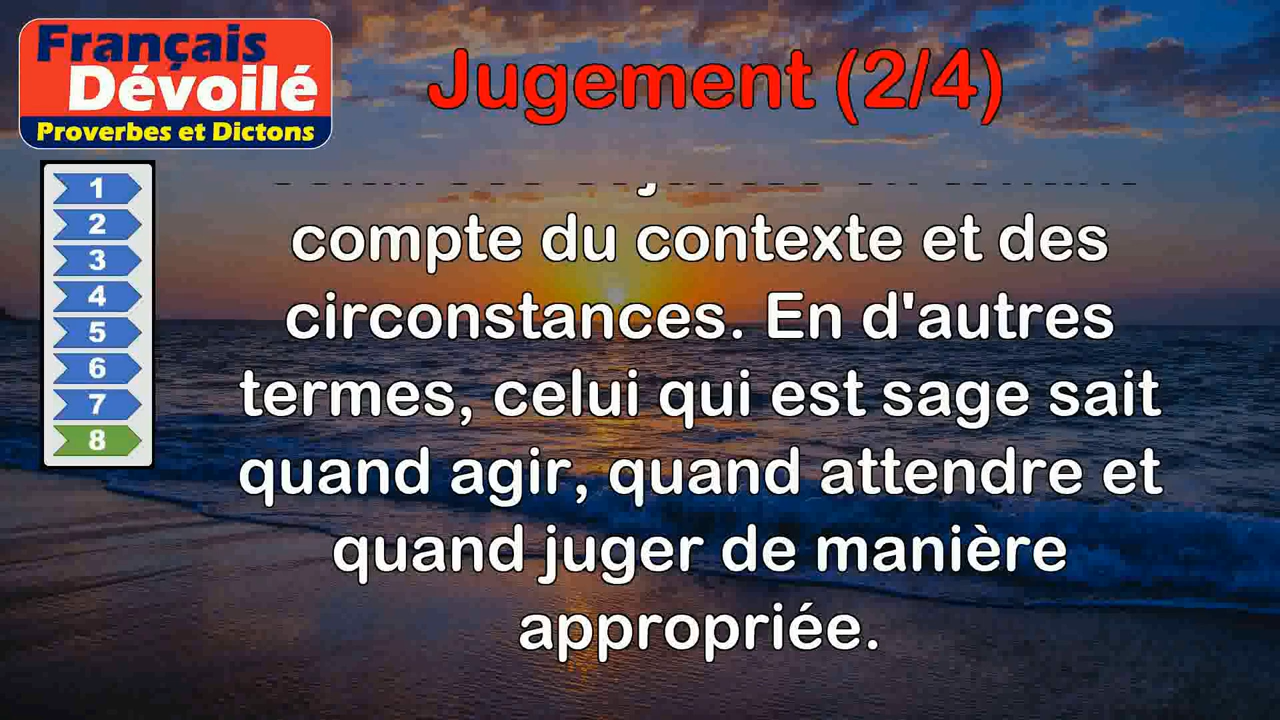 Français
Dévoilé
Proverbes et Dictons
Jugement (2/4)
1
2
3
4
5
6
7
8
compte du contexte et des
circonstances. En d'autres
termes, celui qui est sage sait
quand agir, quand attendre et
quand juger de manière
appropriée.